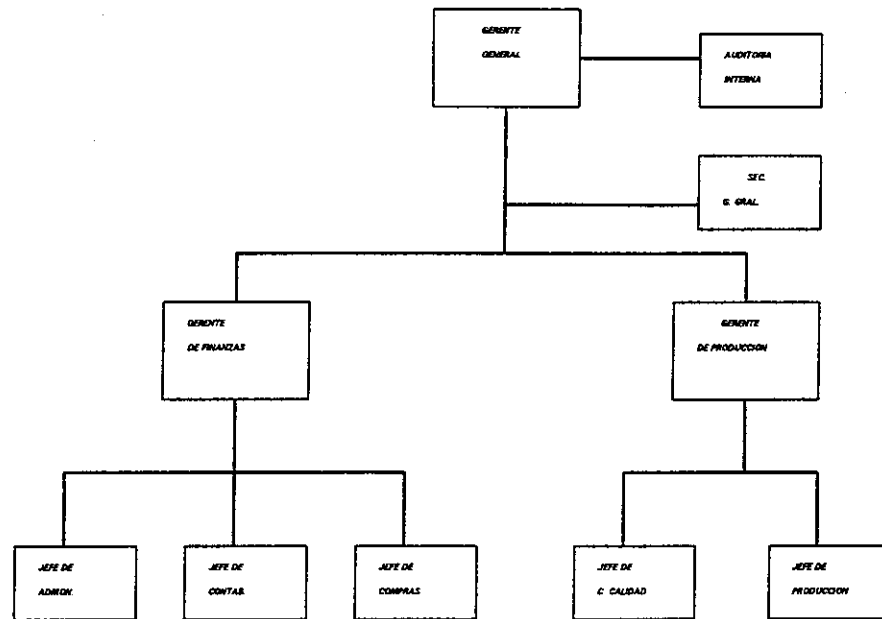 GERENTE
GENERAL
AUDITORIA
INTERNA
SEC.
G. GRAL.
GERENTE
DE FINANZAS
GERENTE
DE PRODUCCION
JEFE DE
ADMON.
JEFE DE
CONTAB.
JEFE DE
COMPRAS
JEFE DE
C. CALIDAD
JEFE DE
PRODUCCION